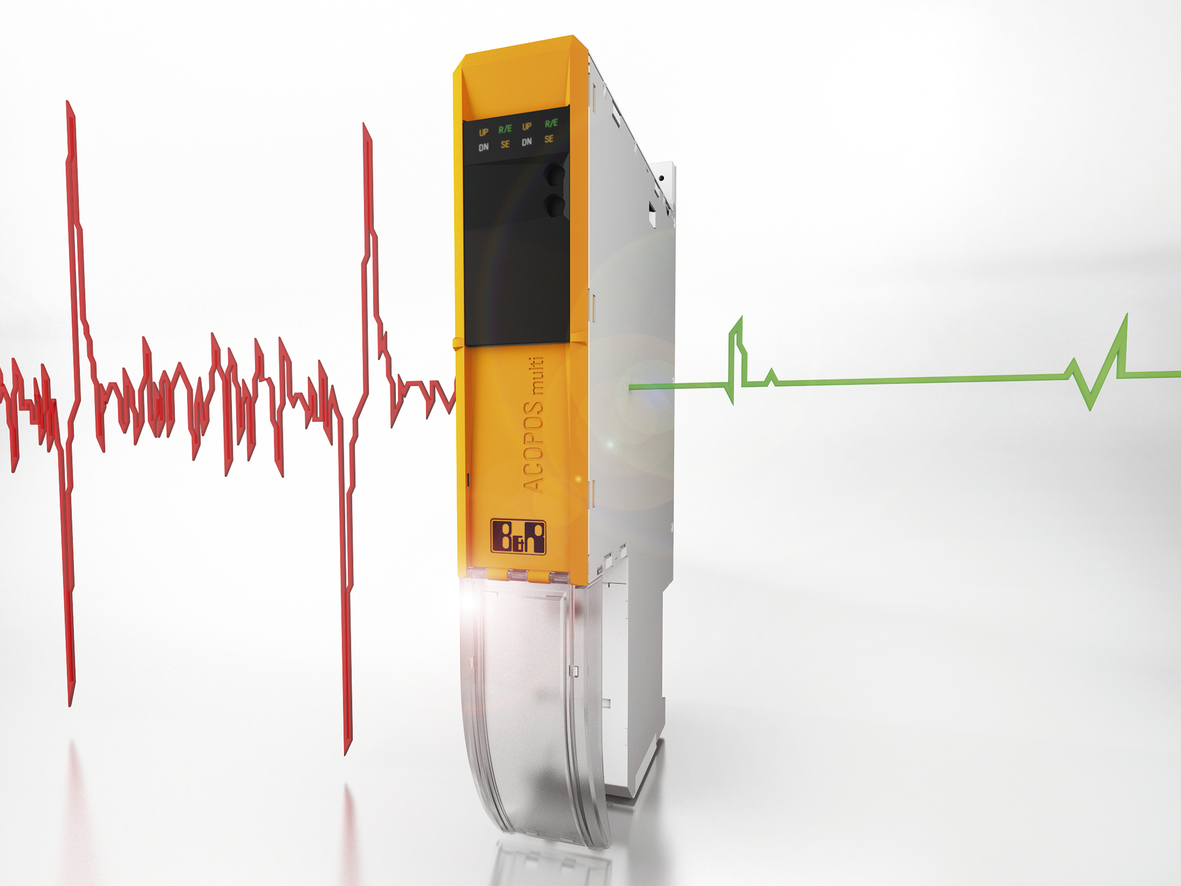 UP R/E UP R/E
DN SE DN SE
ACOPOS multi
B&R